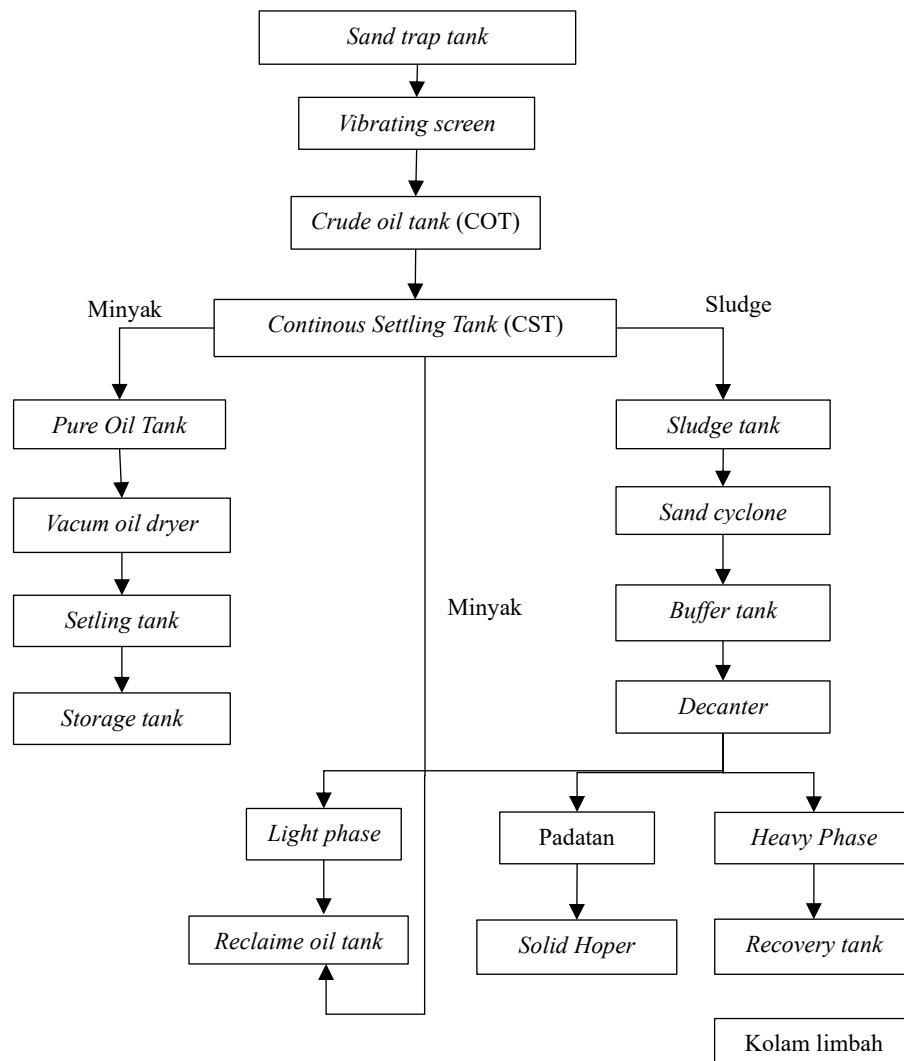 Sand trap tank
Vibrating screen
Crude oil tank (COT)
Continous Settling Tank (CST)
Minyak
Sludge
Pure Oil Tank
Sludge tank
Vacum oil dryer
Sand cyclone
Setling tank
Minyak
Buffer tank
Storage tank
Decanter
Light phase
Padatan
Heavy Phase
Reclaime oil tank
Solid Hoper
Recovery tank
Kolam limbah